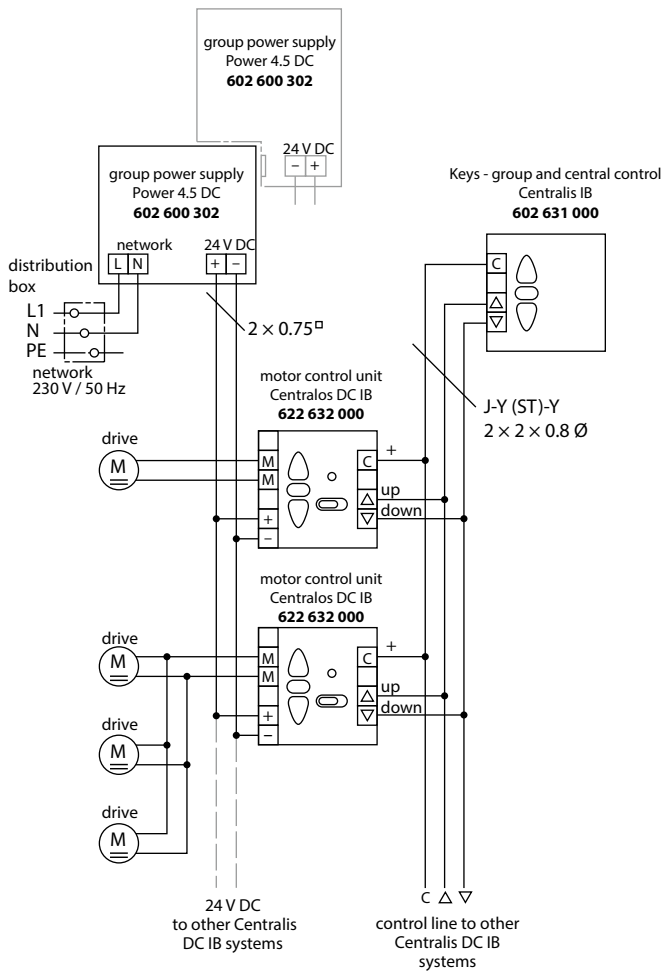 group power supply
Power 4.5 DC
602 600 302
24 V DC
− +
group power supply
Power 4.5 DC
602 600 302
network 24 V DC
L N + −
Keys - group and central control
Centralis IB
602 631 000
C
distribution
box
L1
N
PE
network
230 V / 50 Hz
2 × 0.75
J-Y (ST)-Y
2 × 2 × 0.8 Ø
motor control unit
Centralos DC IB
622 632 000
drive
M
M
M
+
−
C
+
up
down
motor control unit
Centralos DC IB
622 632 000
drive
M
M
M
+
−
C
+
up
down
drive
M
drive
M
24 V DC
to other Centralis
DC IB systems
C
control line to other
Centralis DC IB
systems